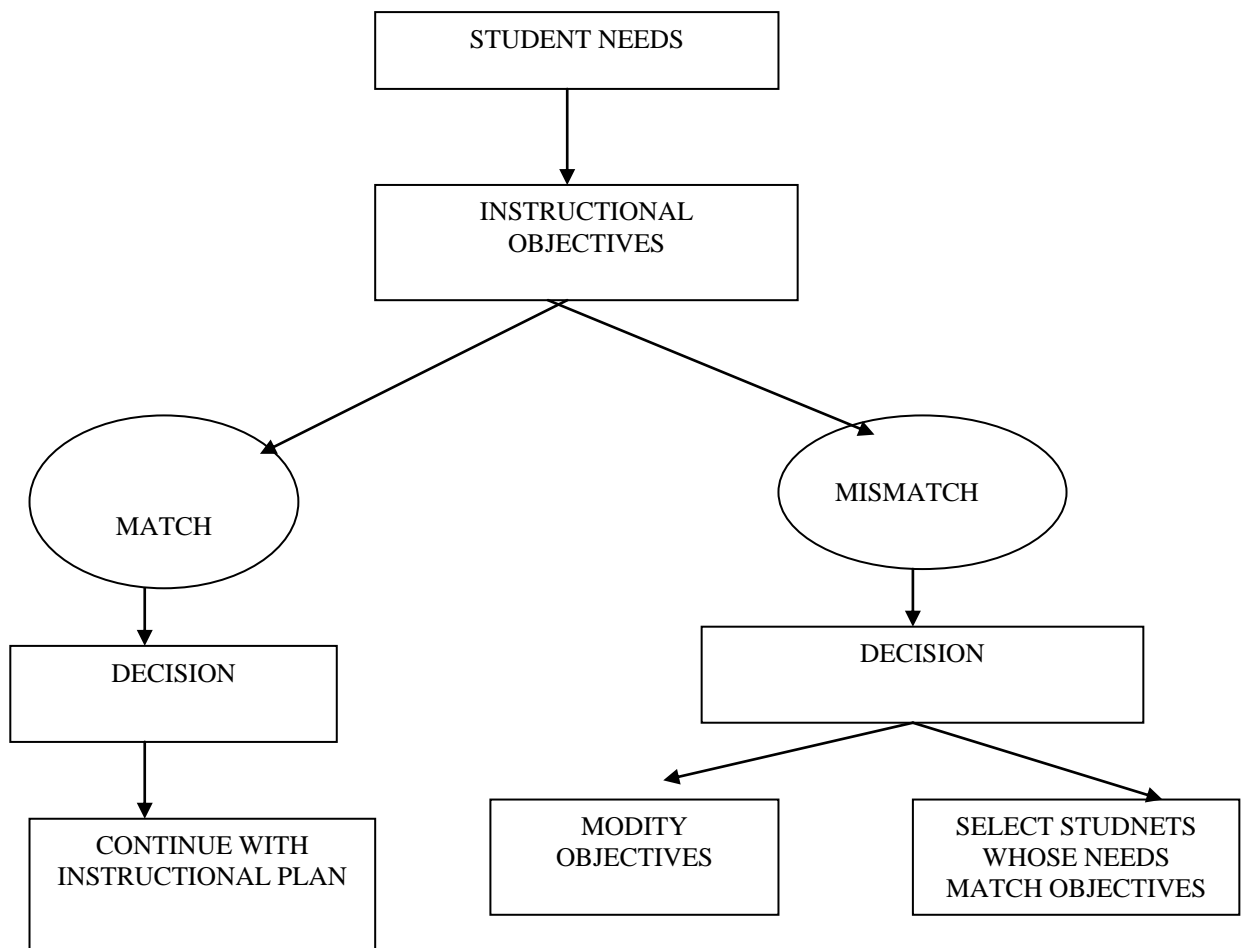 STUDENT NEEDS
INSTRUCTIONAL
OBJECTIVES
MATCH
MISMATCH
DECISION
DECISION
CONTINUE WITH
INSTRUCTIONAL PLAN
MODITY
OBJECTIVES
SELECT STUDNETS
WHOSE NEEDS
MATCH OBJECTIVES